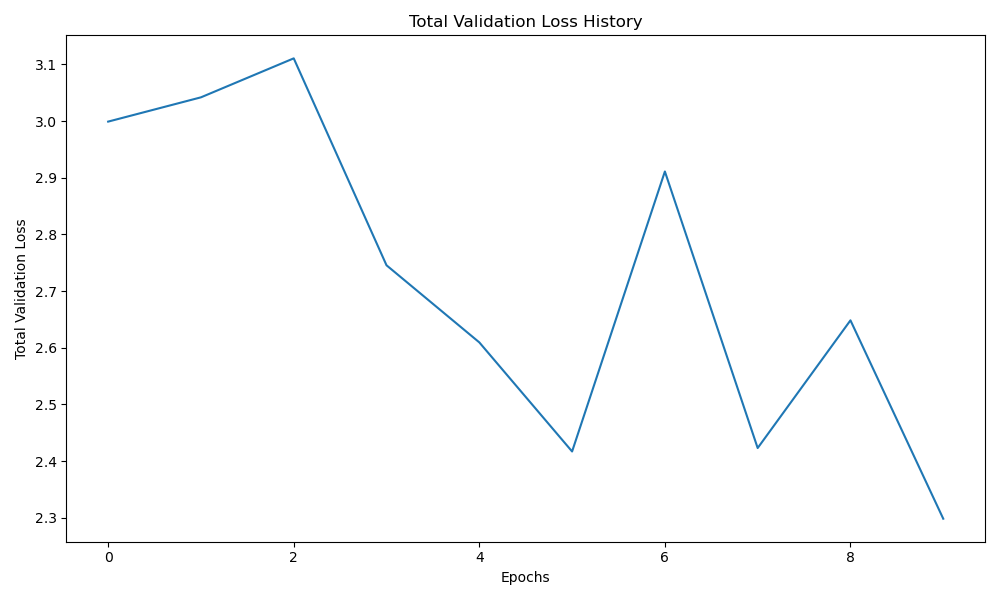 Total Validation Loss History
3.1
3.0
2.9
2.8
2.7
2.6
2.5
2.4
2.3
Total Validation Loss
0 2 4 6 8
Epochs